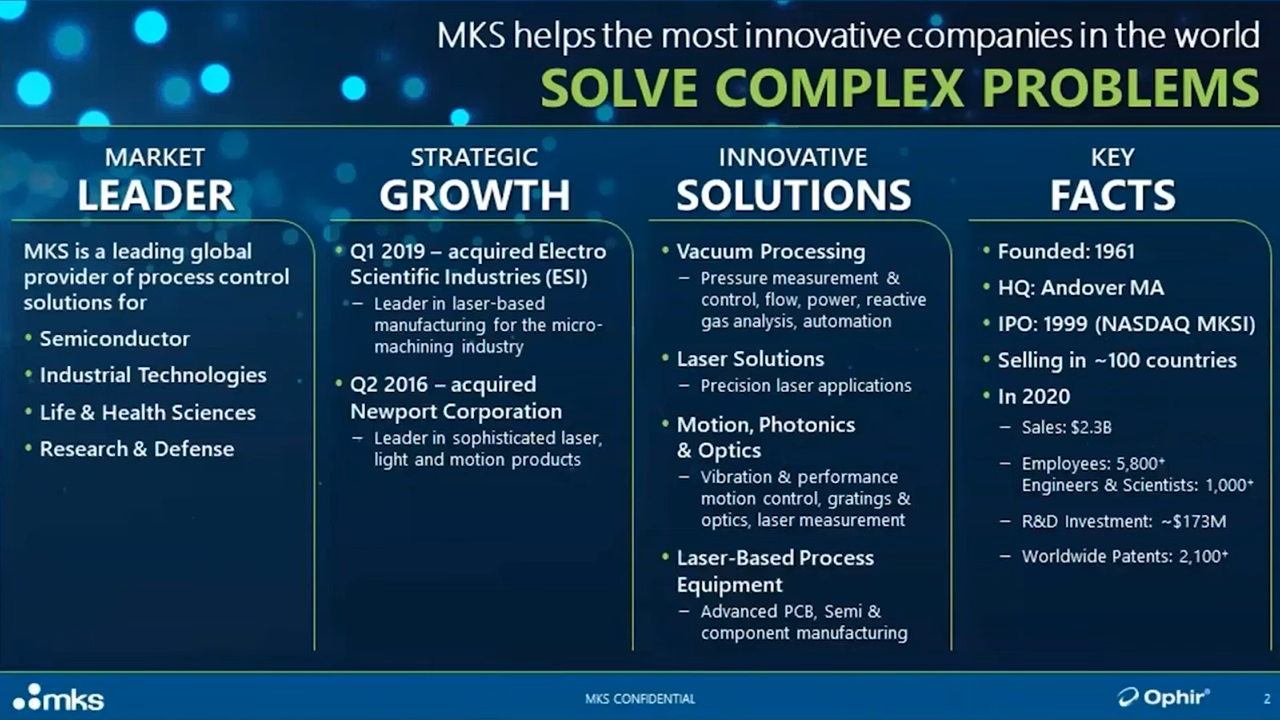 MKS helps the most innovative companies in the world
SOLVE COMPLEX PROBLEMS
MARKET
LEADER
MKS is a leading global
provider of process control
solutions for
• Semiconductor
• Industrial Technologies
• Life & Health Sciences
• Research & Defense
STRATEGIC
GROWTH
• Q1 2019 – acquired Electro
Scientific Industries (ESI)
– Leader in laser-based
manufacturing for the micro-
machining industry
• Q2 2016 – acquired
Newport Corporation
– Leader in sophisticated laser,
light and motion products
INNOVATIVE
SOLUTIONS
• Vacuum Processing
– Pressure measurement &
control, flow, power, reactive
gas analysis, automation
• Laser Solutions
– Precision laser applications
• Motion, Photonics
& Optics
– Vibration & performance
motion control, gratings &
optics, laser measurement
• Laser-Based Process
Equipment
– Advanced PCB, Semi &
component manufacturing
KEY
FACTS
• Founded: 1961
• HQ: Andover MA
• IPO: 1999 (NASDAQ MKSI)
• Selling in ~100 countries
• In 2020
– Sales: $2.3B
– Employees: 5,800⁺
Engineers & Scientists: 1,000⁺
– R&D Investment: ~$173M
– Worldwide Patents: 2,100⁺
mks
MKS CONFIDENTIAL
Ophir®
2